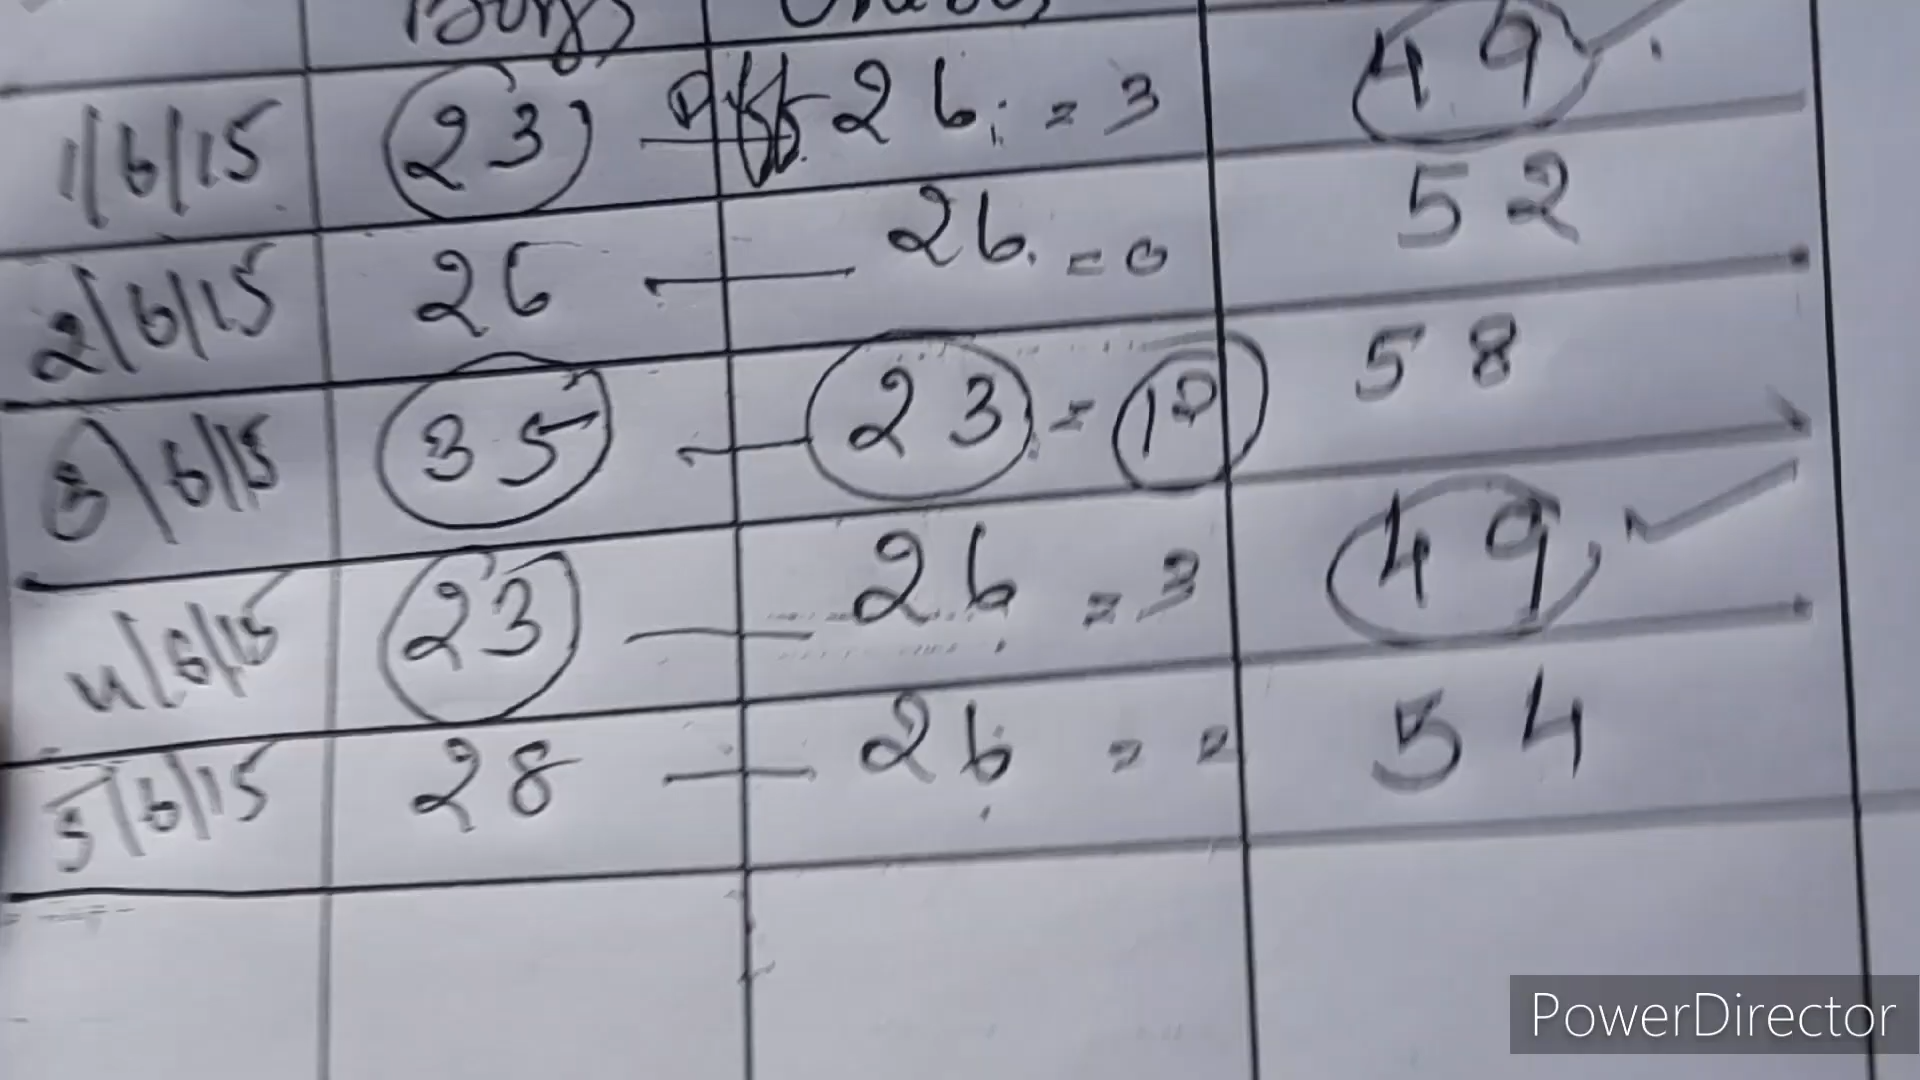 Boys
1/6/15 23 — Diff 26 = 3 49
2/6/15 26 — 26 = 0 52
3/6/15 35 — 23 = 12 58
4/6/15 23 — 26 = 3 49
5/6/15 28 — 26 = 2 54
PowerDirector